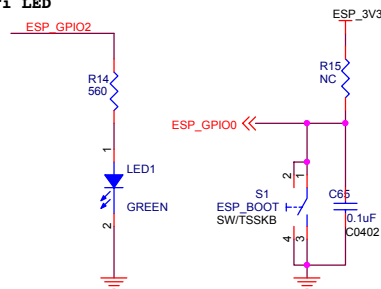 ri LED
ESP_GPIO2
ESP_3V3
R14
560
R15
NC
ESP_GPIO0
1
LED1
GREEN
2
2
1
S1
ESP_BOOT
SW/TSSKB
4
3
C65
0.1uF
C0402